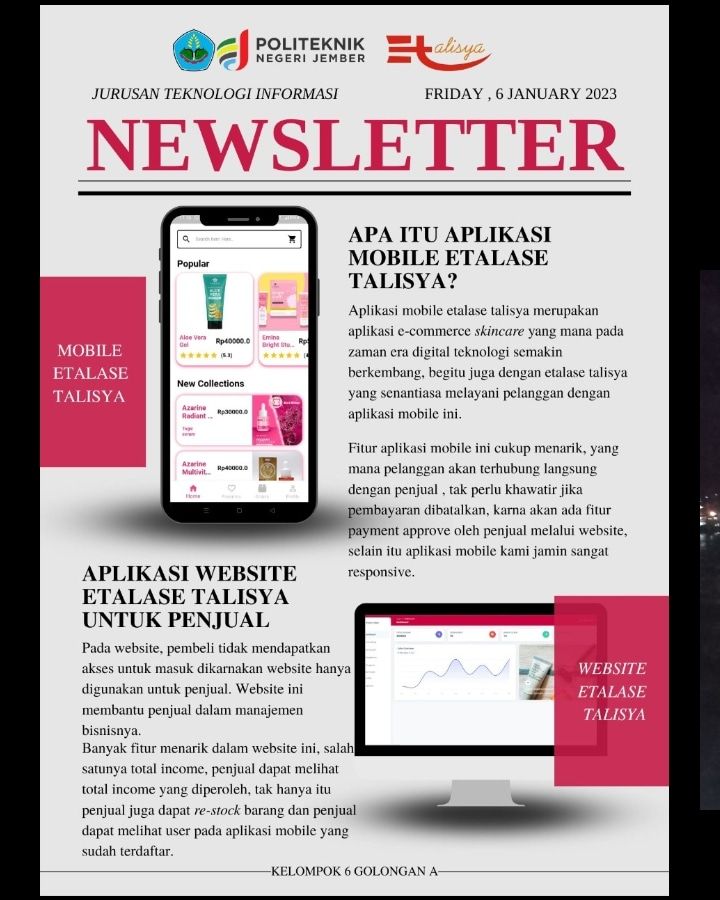 POLITEKNIK
NEGERI JEMBER
Etalisya
JURUSAN TEKNOLOGI INFORMASI
FRIDAY , 6 JANUARY 2023
NEWSLETTER
MOBILE
ETALASE
TALISYA
Search Item Here..
Popular
Aloe Vera
Gel
Rp40000.0
(5.3)
Emina
Bright Stu...
New Collections
Azarine
Radiant ...
Rp30000.0
Azarine
Multivit...
Rp40000.0
Home
APA ITU APLIKASI
MOBILE ETALASE
TALISYA?
Aplikasi mobile etalase talisya merupakan
aplikasi e-commerce skincare yang mana pada
zaman era digital teknologi semakin
berkembang, begitu juga dengan etalase talisya
yang senantiasa melayani pelanggan dengan
aplikasi mobile ini.
Fitur aplikasi mobile ini cukup menarik, yang
mana pelanggan akan terhubung langsung
dengan penjual , tak perlu khawatir jika
pembayaran dibatalkan, karna akan ada fitur
payment approve oleh penjual melalui website,
selain itu aplikasi mobile kami jamin sangat
responsive.
APLIKASI WEBSITE
ETALASE TALISYA
UNTUK PENJUAL
Pada website, pembeli tidak mendapatkan
akses untuk masuk dikarnakan website hanya
digunakan untuk penjual. Website ini
membantu penjual dalam manajemen
bisnisnya.
Banyak fitur menarik dalam website ini, salah
satunya total income, penjual dapat melihat
total income yang diperoleh, tak hanya itu
penjual juga dapat re-stock barang dan penjual
dapat melihat user pada aplikasi mobile yang
sudah terdaftar.
WEBSITE
ETALASE
TALISYA
KELOMPOK 6 GOLONGAN A